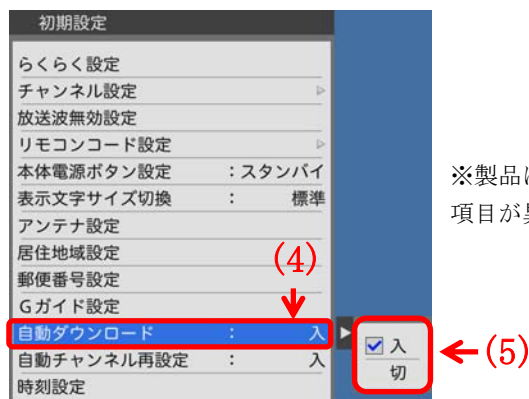 初期設定
らくらく設定
チャンネル設定
放送波無効設定
リモコンコード設定
本体電源ボタン設定 :スタンバイ
表示文字サイズ切換 : 標準
アンテナ設定
居住地域設定
(4)
郵便番号設定
Gガイド設定
自動ダウンロード : 入
自動チャンネル再設定 : 入
時刻設定
入
切
(5)
※製品に
項目が異